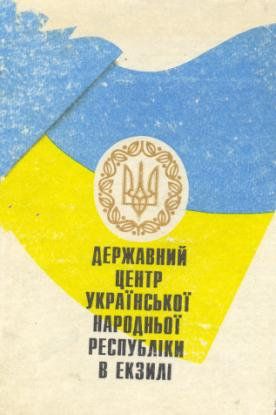 ДЕРЖАВНИЙ
ЦЕНТР
УКРАЇНСЬКОЇ
НАРОДНЬОЇ
РЕСПУБЛІКИ
В ЕКЗИЛІ